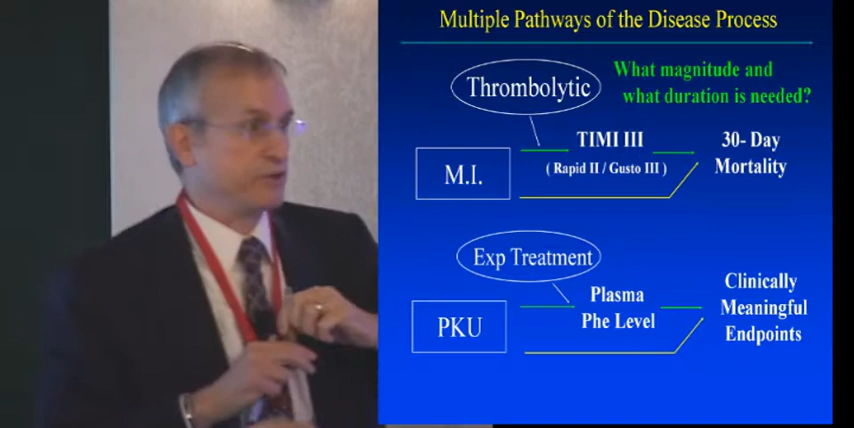 Multiple Pathways of the Disease Process
Thrombolytic
What magnitude and
what duration is needed?
M.I.
TIMI III
( Rapid II / Gusto III )
30- Day
Mortality
Exp Treatment
PKU
Plasma
Phe Level
Clinically
Meaningful
Endpoints